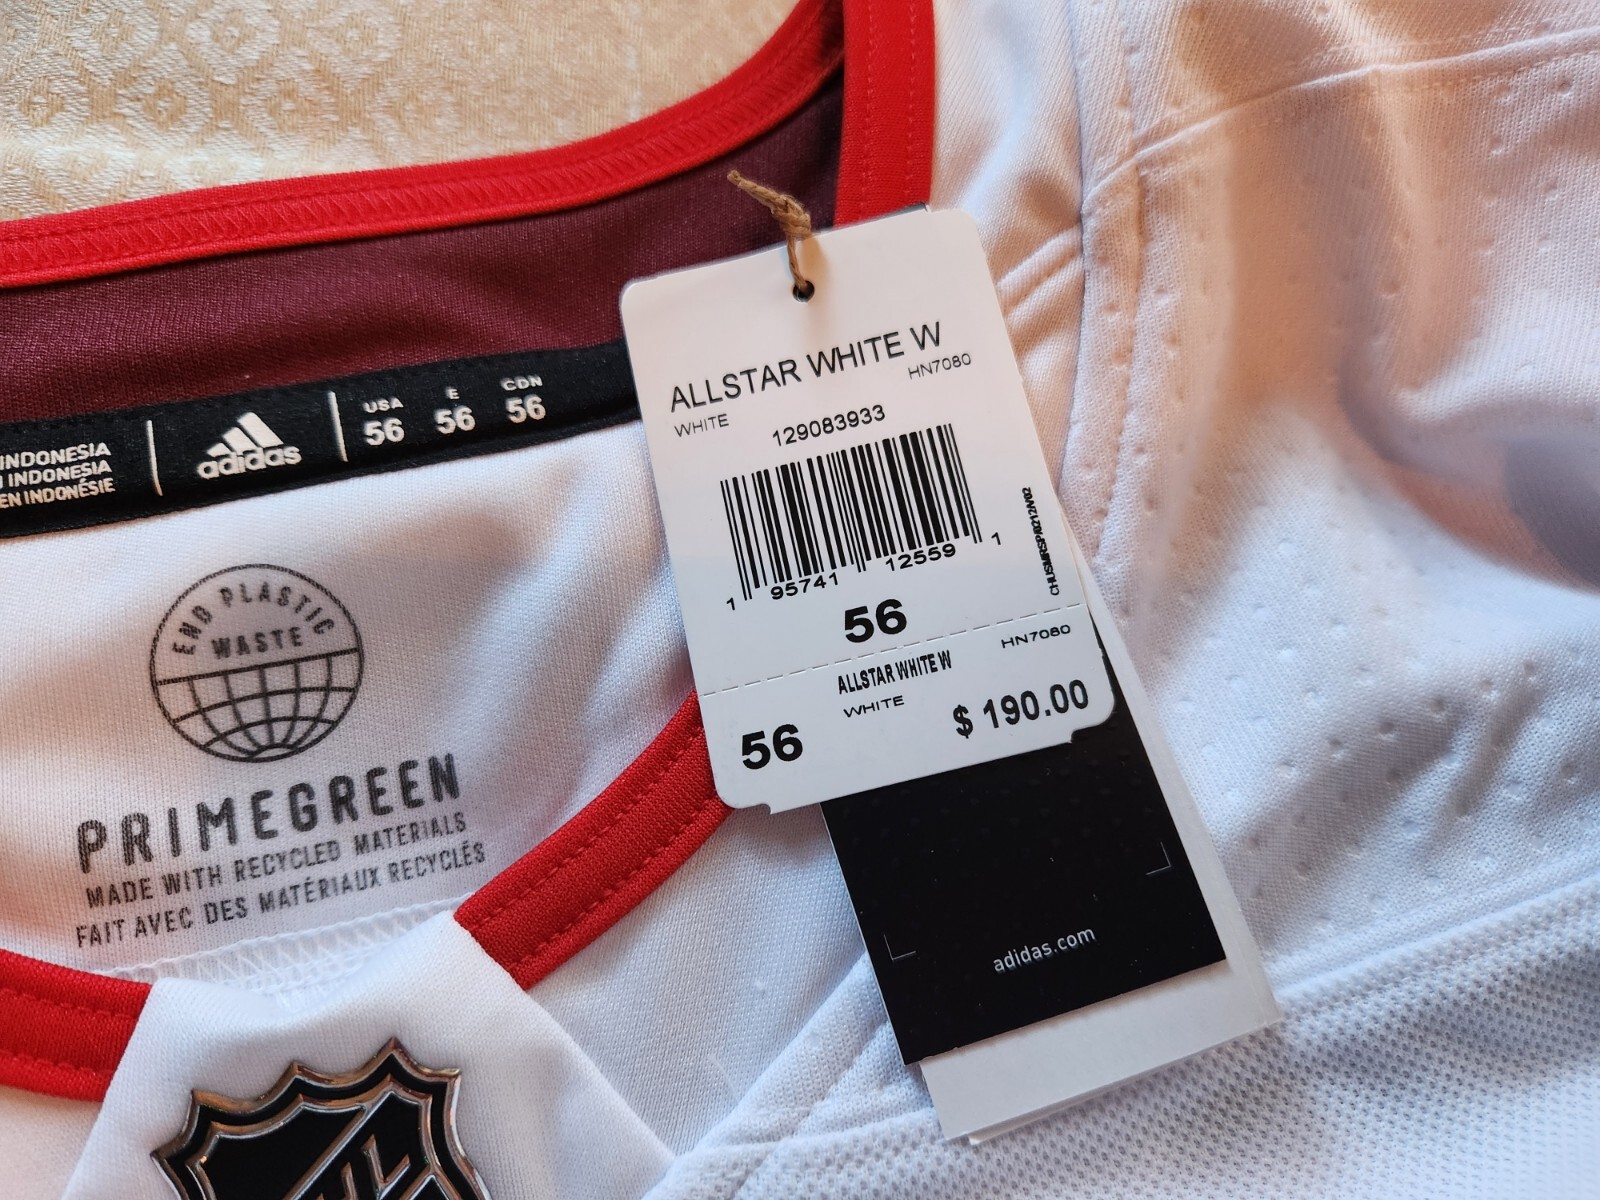 ALLSTAR WHITE W
HN7080
WHITE
129083933
1 95741 12559 1
56
HN7080
ALLSTAR WHITE W
WHITE
56
$ 190.00
adidas.com
INDONESIA
INDONESIA
EN INDONÉSIE
adidas
USA E CDN
56 56 56
END PLASTIC
WASTE
PRIMEGREEN
MADE WITH RECYCLED MATERIALS
FAIT AVEC DES MATÉRIAUX RECYCLÉS